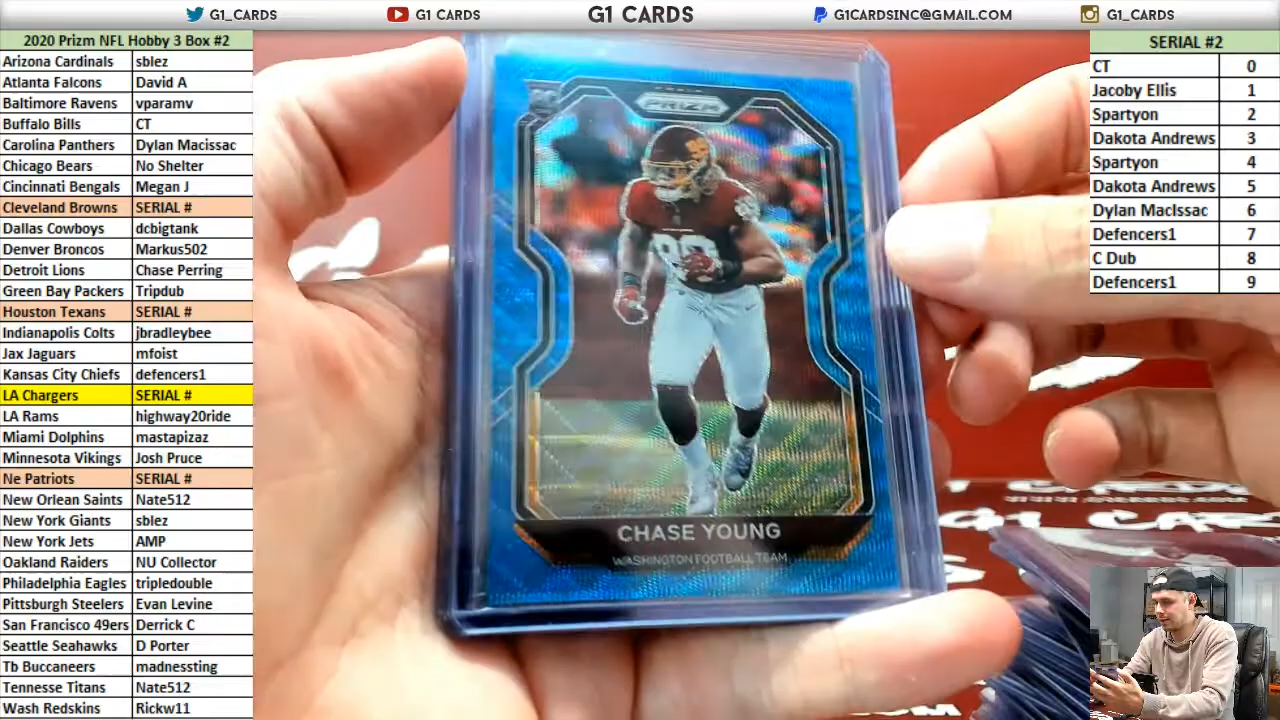 G1_CARDS G1 CARDS G1 CARDS G1CARDSINC@GMAIL.COM G1_CARDS
2020 Prizm NFL Hobby 3 Box #2
Arizona Cardinals sblez
Atlanta Falcons David A
Baltimore Ravens vparamv
Buffalo Bills CT
Carolina Panthers Dylan Macissac
Chicago Bears No Shelter
Cincinnati Bengals Megan J
Cleveland Browns SERIAL #
Dallas Cowboys dcbigtank
Denver Broncos Markus502
Detroit Lions Chase Perring
Green Bay Packers Tripdub
Houston Texans SERIAL #
Indianapolis Colts jbradleybee
Jax Jaguars mfoist
Kansas City Chiefs defencers1
LA Chargers SERIAL #
LA Rams highway20ride
Miami Dolphins mastapizaz
Minnesota Vikings Josh Pruce
Ne Patriots SERIAL #
New Orlean Saints Nate512
New York Giants sblez
New York Jets AMP
Oakland Raiders NU Collector
Philadelphia Eagles tripledouble
Pittsburgh Steelers Evan Levine
San Francisco 49ers Derrick C
Seattle Seahawks D Porter
Tb Buccaneers madnessting
Tennesse Titans Nate512
Wash Redskins Rickw11
PRIZM
CHASE YOUNG
WASHINGTON FOOTBALL TEAM
SERIAL #2
CT 0
Jacoby Ellis 1
Spartyon 2
Dakota Andrews 3
Spartyon 4
Dakota Andrews 5
Dylan MacIssac 6
Defencers1 7
C Dub 8
Defencers1 9
G1 CAR